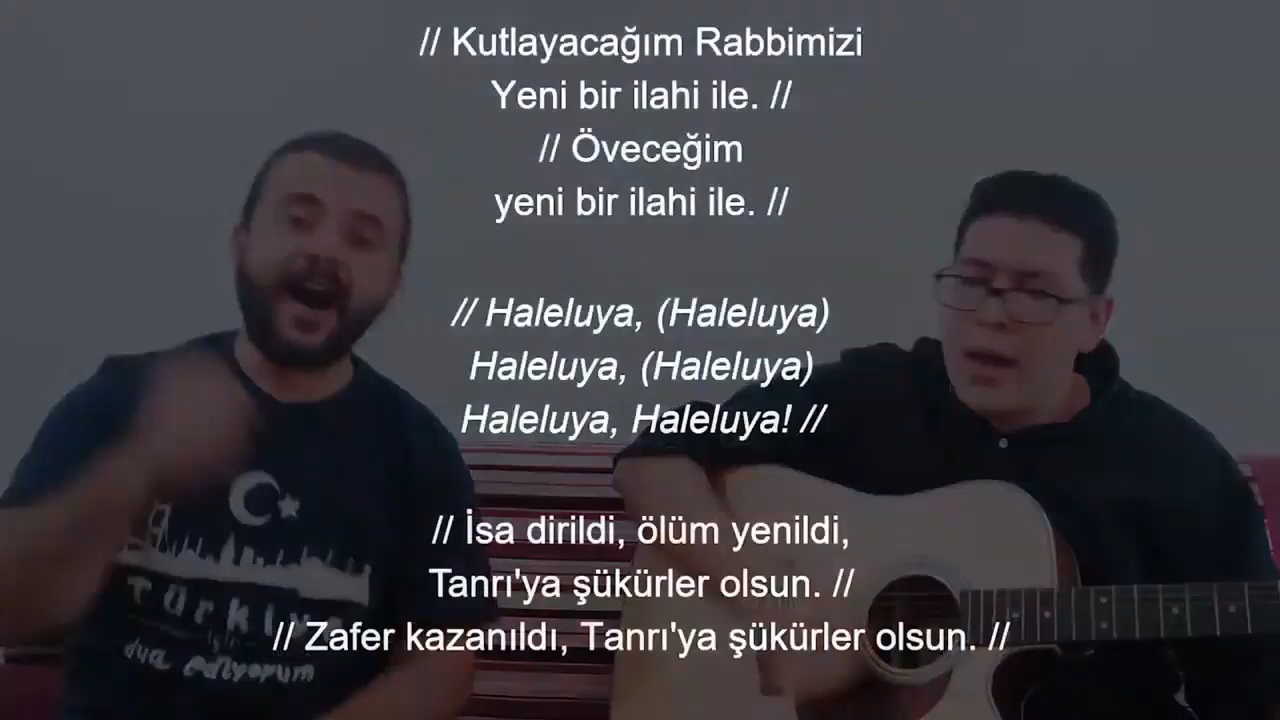 // Kutlayacağım Rabbimizi
Yeni bir ilahi ile. //
// Öveceğim
yeni bir ilahi ile. //
// Haleluya, (Haleluya)
Haleluya, (Haleluya)
Haleluya, Haleluya! //
// İsa dirildi, ölüm yenildi,
Tanrı'ya şükürler olsun. //
// Zafer kazanıldı, Tanrı'ya şükürler olsun. //
dua ediyorum